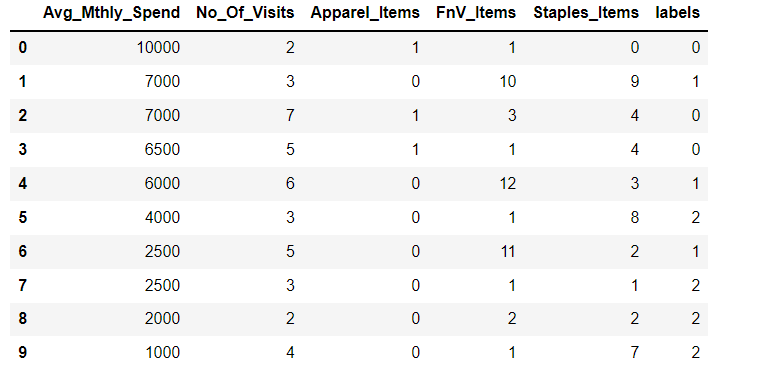 Avg_Mthly_Spend No_Of_Visits Apparel_Items FnV_Items Staples_Items labels
0 10000 2 1 1 0 0
1 7000 3 0 10 9 1
2 7000 7 1 3 4 0
3 6500 5 1 1 4 0
4 6000 6 0 12 3 1
5 4000 3 0 1 8 2
6 2500 5 0 11 2 1
7 2500 3 0 1 1 2
8 2000 2 0 2 2 2
9 1000 4 0 1 7 2